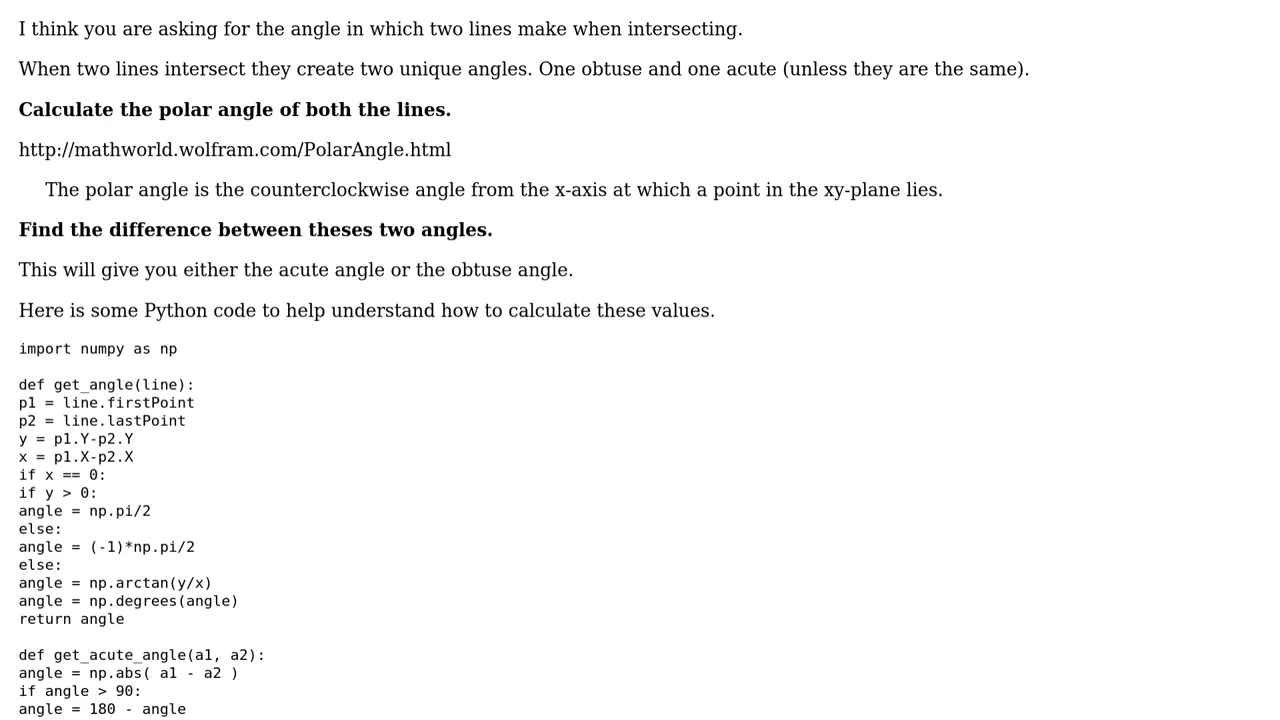 I think you are asking for the angle in which two lines make when intersecting.
When two lines intersect they create two unique angles. One obtuse and one acute (unless they are the same).
Calculate the polar angle of both the lines.
http://mathworld.wolfram.com/PolarAngle.html
The polar angle is the counterclockwise angle from the x-axis at which a point in the xy-plane lies.
Find the difference between theses two angles.
This will give you either the acute angle or the obtuse angle.
Here is some Python code to help understand how to calculate these values.
import numpy as np
def get_angle(line):
p1 = line.firstPoint
p2 = line.lastPoint
y = p1.Y-p2.Y
x = p1.X-p2.X
if x == 0:
if y > 0:
angle = np.pi/2
else:
angle = (-1)*np.pi/2
else:
angle = np.arctan(y/x)
angle = np.degrees(angle)
return angle
def get_acute_angle(a1, a2):
angle = np.abs( a1 - a2 )
if angle > 90:
angle = 180 - angle